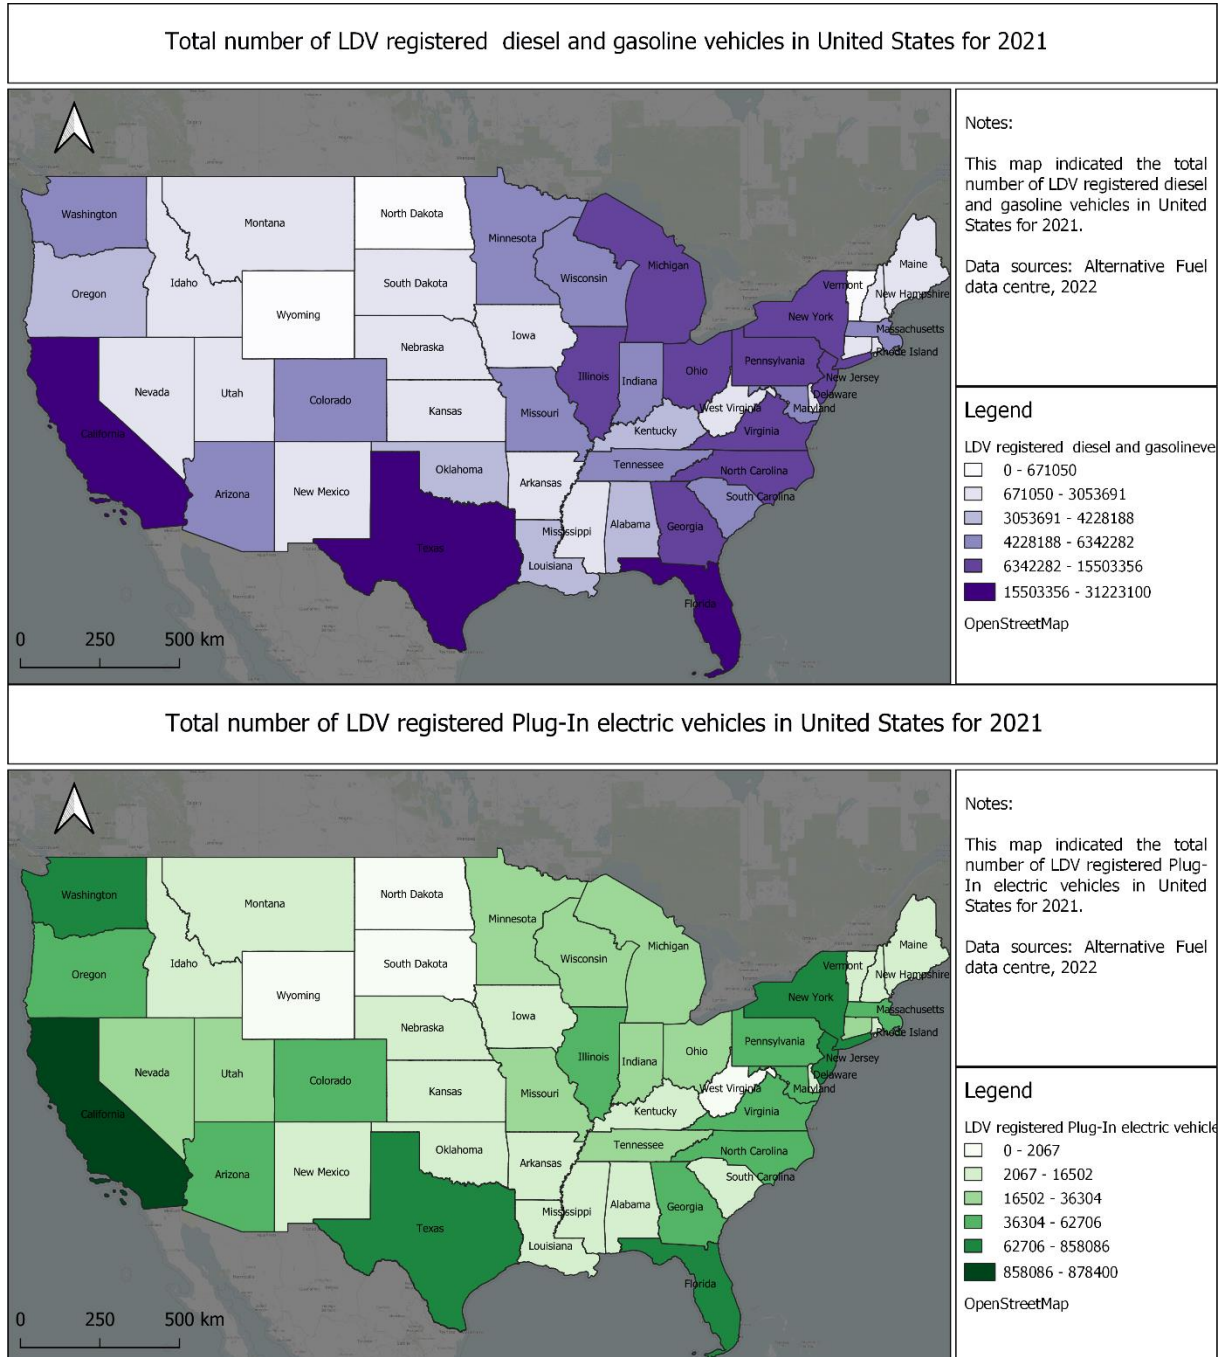 Total number of LDV registered  diesel and gasoline vehicles in United States for 2021
Notes:
This map indicated the total
number of LDV registered diesel
and gasoline vehicles in United
States for 2021.
Data sources: Alternative Fuel
data centre, 2022
Washington
Montana
North Dakota
Minnesota
Wisconsin
Michigan
Maine
Vermont
New Hampshire
Oregon
Idaho
South Dakota
Wyoming
New York
Massachusetts
Rhode Island
Iowa
Nebraska
Pennsylvania
New Jersey
Nevada
Utah
Colorado
Kansas
Missouri
Illinois
Indiana
Ohio
Delaware
Maryland
West Virginia
Virginia
Kentucky
California
Arizona
New Mexico
Oklahoma
Arkansas
Tennessee
North Carolina
South Carolina
Mississippi
Alabama
Georgia
Texas
Louisiana
Florida
0 250 500 km
Legend
LDV registered  diesel and gasolineve
0 - 671050
671050 - 3053691
3053691 - 4228188
4228188 - 6342282
6342282 - 15503356
15503356 - 31223100
OpenStreetMap
Total number of LDV registered Plug-In electric vehicles in United States for 2021
Notes:
This map indicated the total
number of LDV registered Plug-
In electric vehicles in United
States for 2021.
Data sources: Alternative Fuel
data centre, 2022
Washington
Montana
North Dakota
Minnesota
Wisconsin
Michigan
Maine
Vermont
New Hampshire
Oregon
Idaho
South Dakota
Wyoming
New York
Massachusetts
Rhode Island
Iowa
Nebraska
Pennsylvania
New Jersey
Nevada
Utah
Colorado
Kansas
Missouri
Illinois
Indiana
Ohio
Delaware
Maryland
West Virginia
Virginia
Kentucky
California
Arizona
New Mexico
Oklahoma
Arkansas
Tennessee
North Carolina
South Carolina
Mississippi
Alabama
Georgia
Texas
Louisiana
Florida
0 250 500 km
Legend
LDV registered Plug-In electric vehicle
0 - 2067
2067 - 16502
16502 - 36304
36304 - 62706
62706 - 858086
858086 - 878400
OpenStreetMap